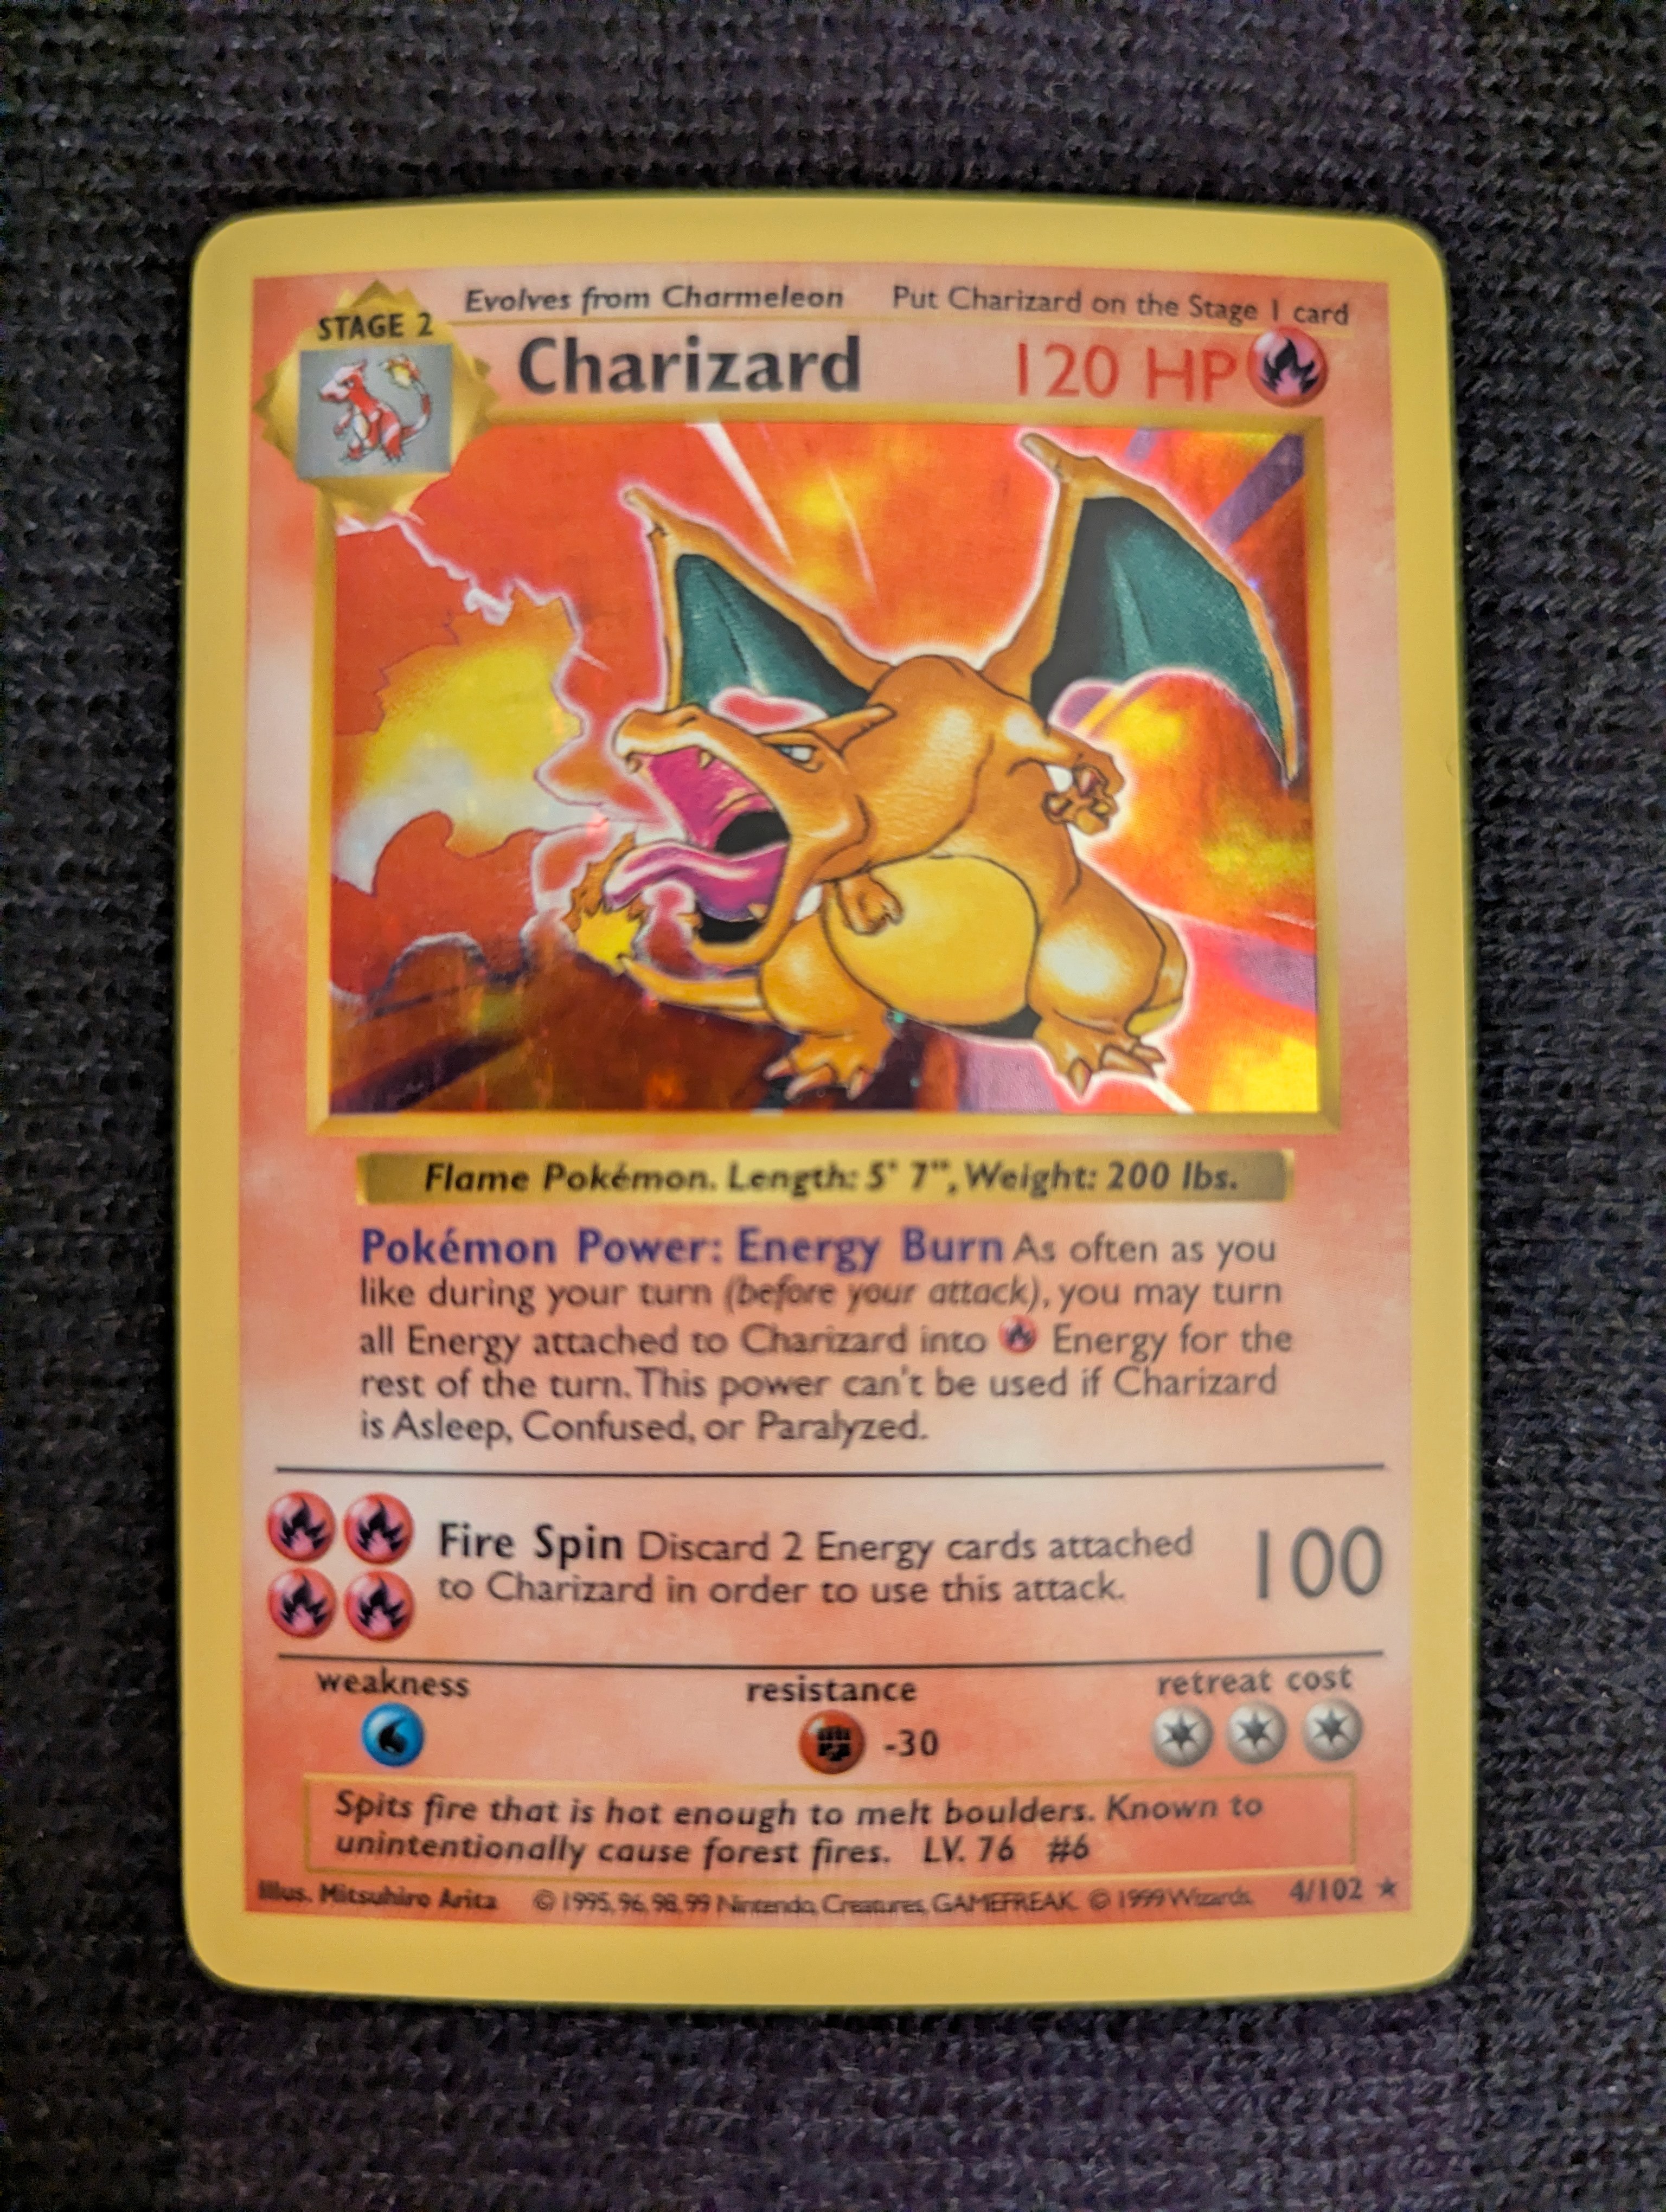 Evolves from Charmeleon Put Charizard on the Stage 1 card
STAGE 2
Charizard 120 HP
Flame Pokémon. Length: 5' 7", Weight: 200 lbs.
Pokémon Power: Energy Burn As often as you
like during your turn (before your attack), you may turn
all Energy attached to Charizard into Energy for the
rest of the turn. This power can't be used if Charizard
is Asleep, Confused, or Paralyzed.
Fire Spin Discard 2 Energy cards attached
to Charizard in order to use this attack.
100
weakness resistance retreat cost
-30
Spits fire that is hot enough to melt boulders. Known to
unintentionally cause forest fires. LV. 76 #6
Illus. Mitsuhiro Arita © 1995, 96, 98, 99 Nintendo, Creatures, GAMEFREAK. © 1999 Wizards. 4/102 ★